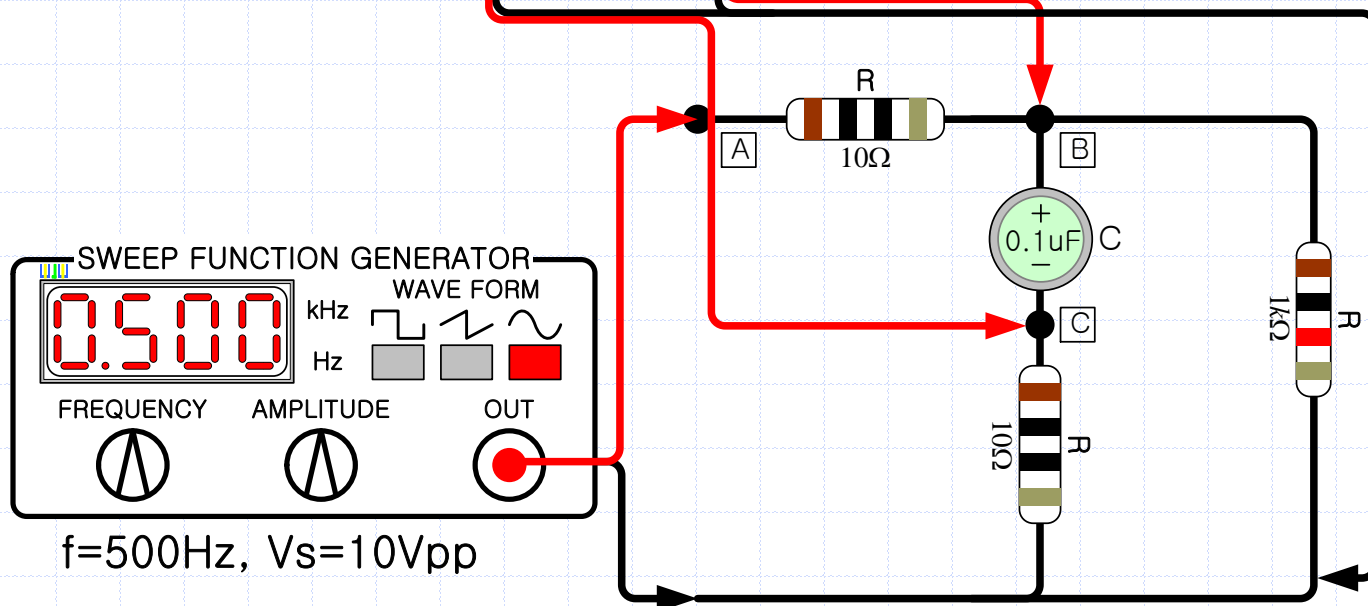 R
A
10Ω
B
+
0.1uF
−
C
C
SWEEP FUNCTION GENERATOR
0.500
kHz
Hz
WAVE FORM
FREQUENCY
AMPLITUDE
OUT
1kΩ
R
10Ω
R
f=500Hz, Vs=10Vpp